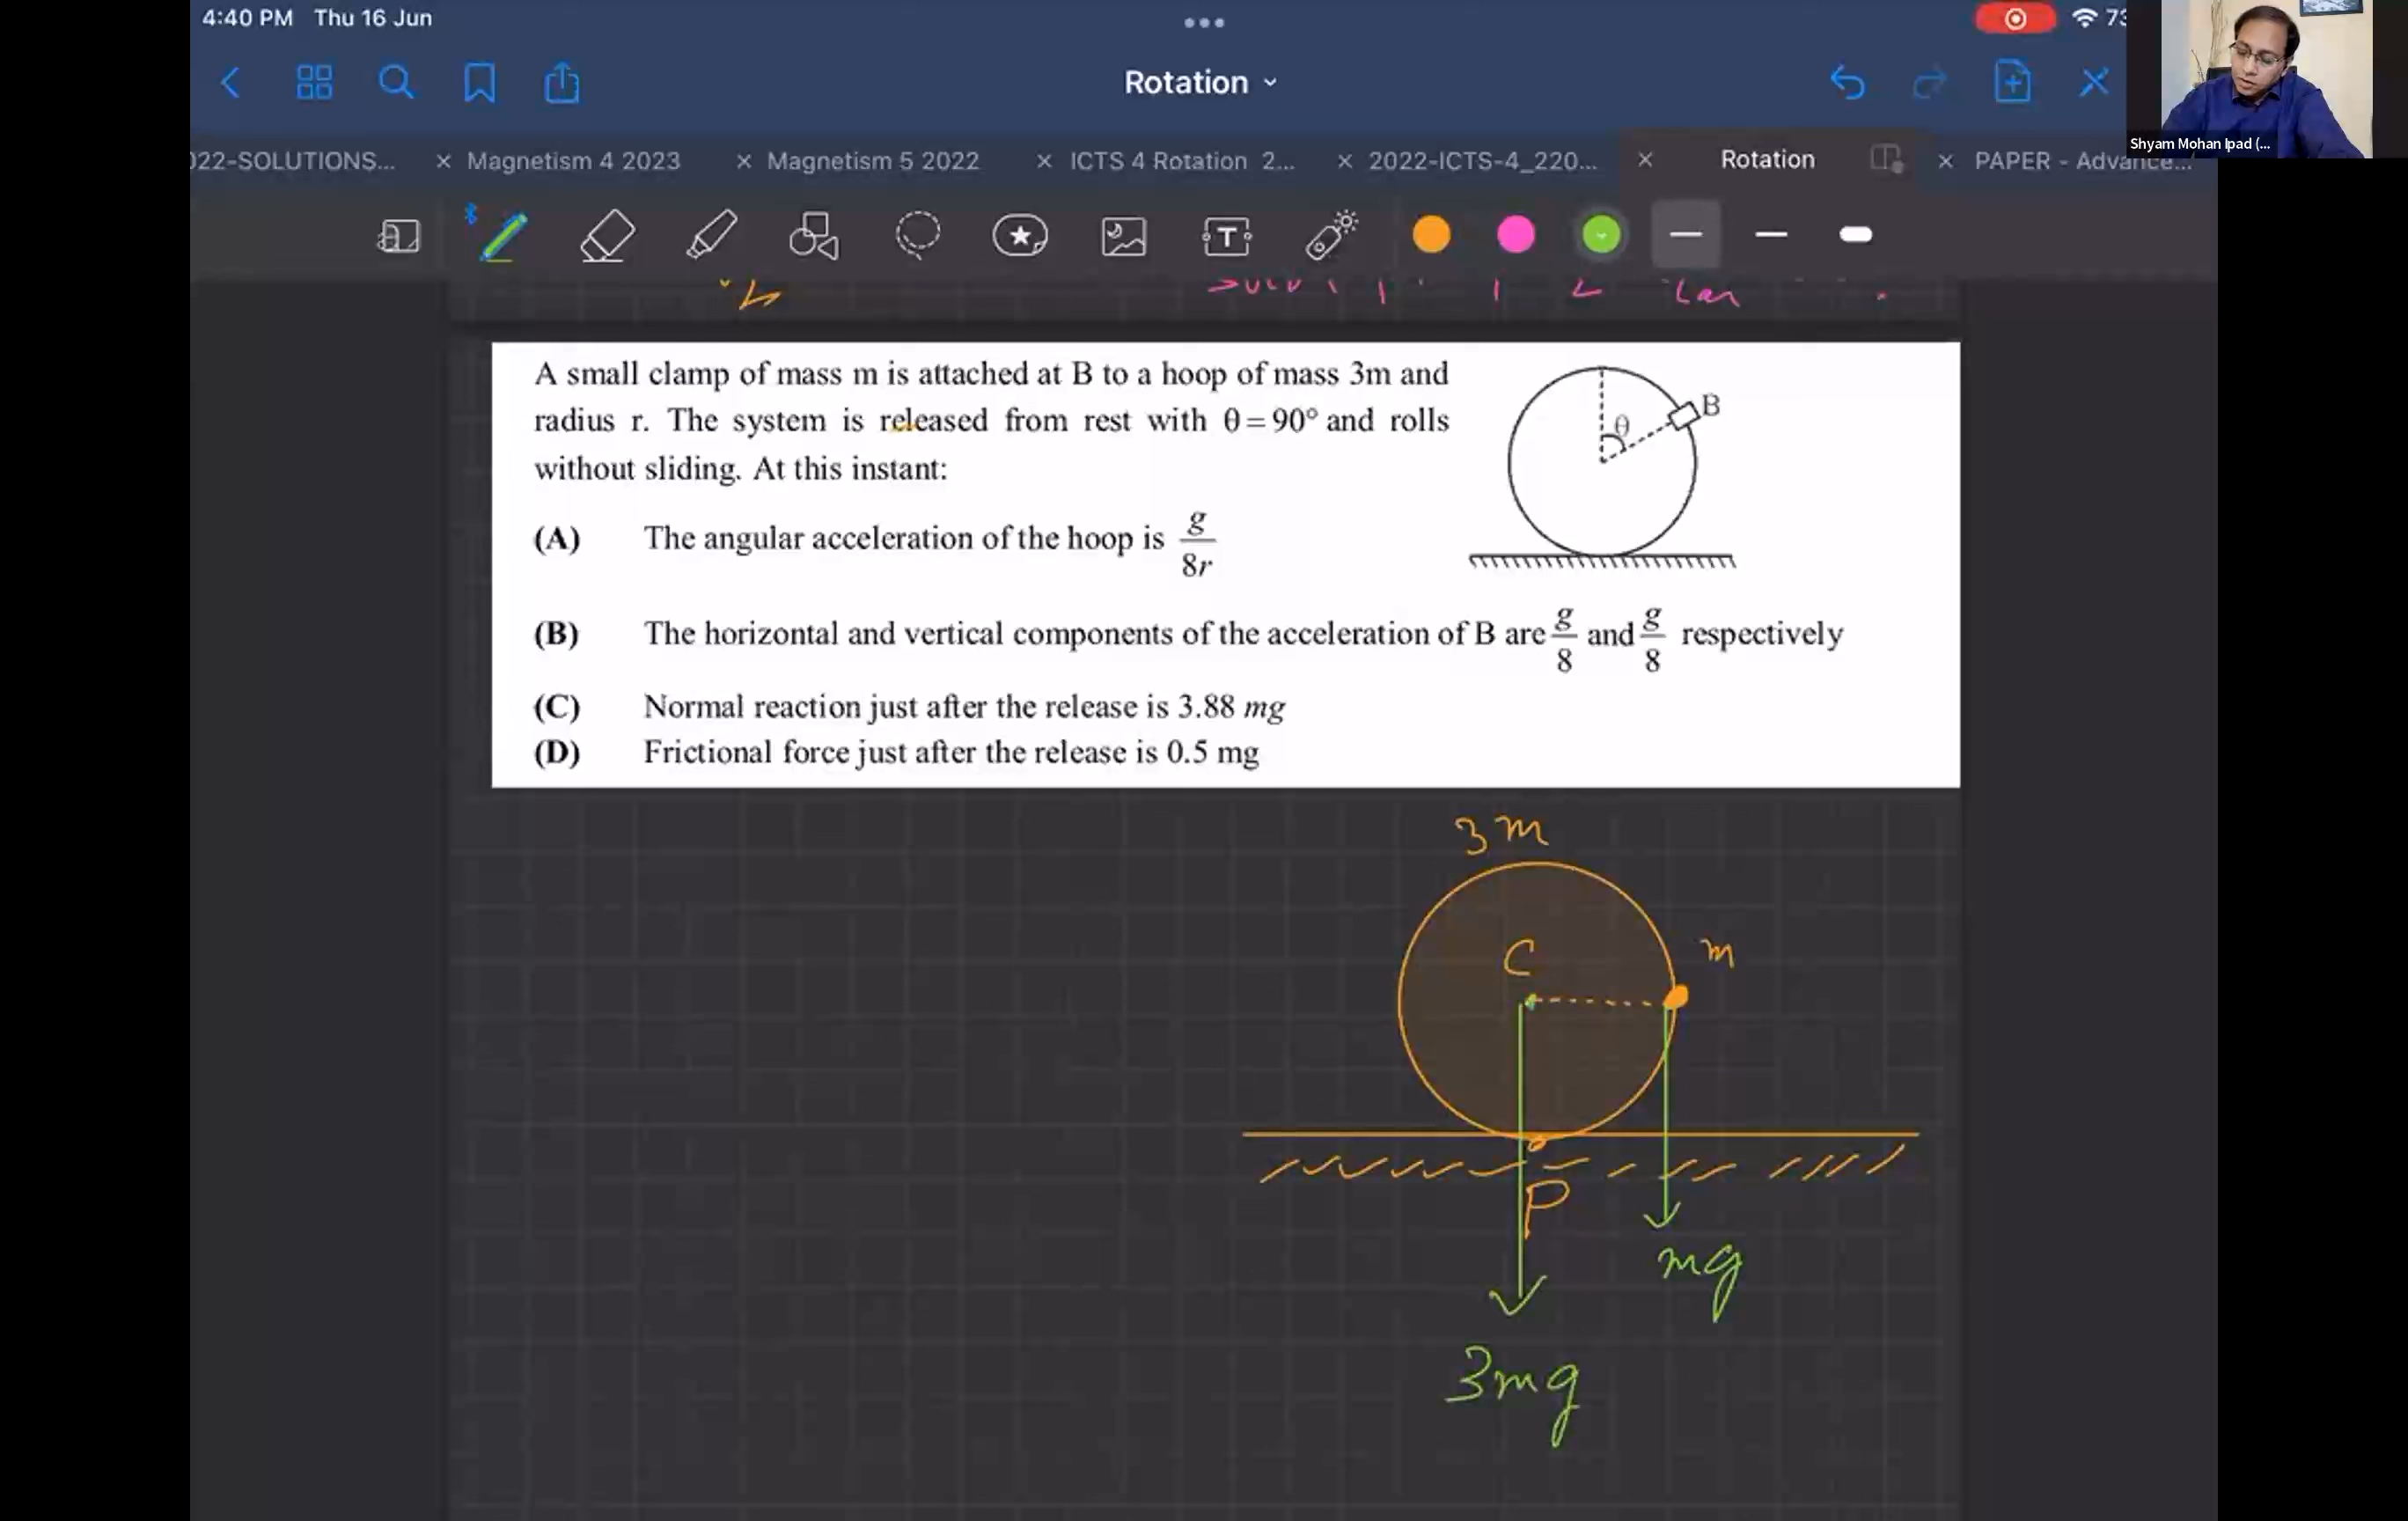 4:40 PM Thu 16 Jun
Rotation
022-SOLUTIONS... Magnetism 4 2023 Magnetism 5 2022 ICTS 4 Rotation 2... 2022-ICTS-4_220... Rotation PAPER - Advance...
Shyam Mohan Ipad (...
A small clamp of mass m is attached at B to a hoop of mass 3m and
radius r. The system is released from rest with θ = 90° and rolls
without sliding. At this instant:
B
θ
(A) The angular acceleration of the hoop is g/8r
(B) The horizontal and vertical components of the acceleration of B are g/8 and g/8 respectively
(C) Normal reaction just after the release is 3.88 mg
(D) Frictional force just after the release is 0.5 mg
3m
C
m
P
mg
3mg